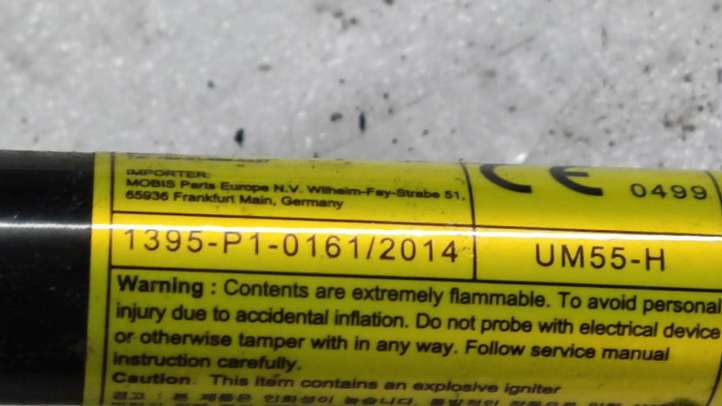 IMPORTER:
MOBIS Parts Europe N.V. Wilhelm-Fay-Strabe 51,
65936 Frankfurt Main, Germany
CE 0499
1395-P1-0161/2014
UM55-H
Warning : Contents are extremely flammable. To avoid personal
injury due to accidental inflation. Do not probe with electrical device
or otherwise tamper with in any way. Follow service manual
instruction carefully.
Caution. This item contains an explosive igniter